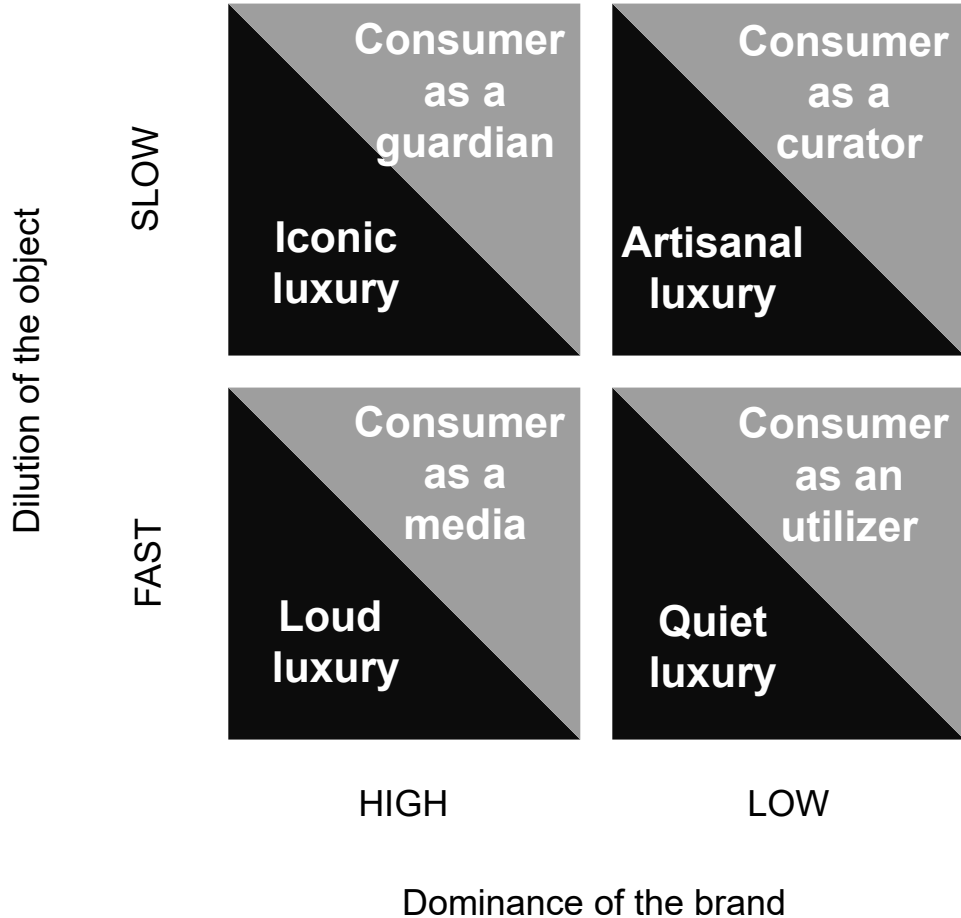 Dilution of the object
SLOW
Consumer
as a
guardian
Iconic
luxury
Consumer
as a
curator
Artisanal
luxury
FAST
Consumer
as a
media
Loud
luxury
Consumer
as an
utilizer
Quiet
luxury
HIGH
LOW
Dominance of the brand